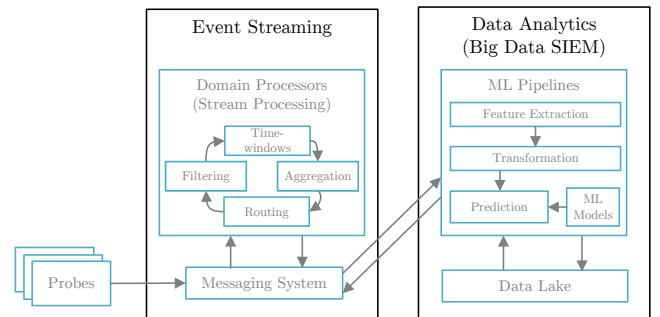 Event Streaming
Domain Processors
(Stream Processing)
Time-
windows
Filtering
Aggregation
Routing
Probes
Messaging System
Data Analytics
(Big Data SIEM)
ML Pipelines
Feature Extraction
Transformation
Prediction
ML
Models
Data Lake